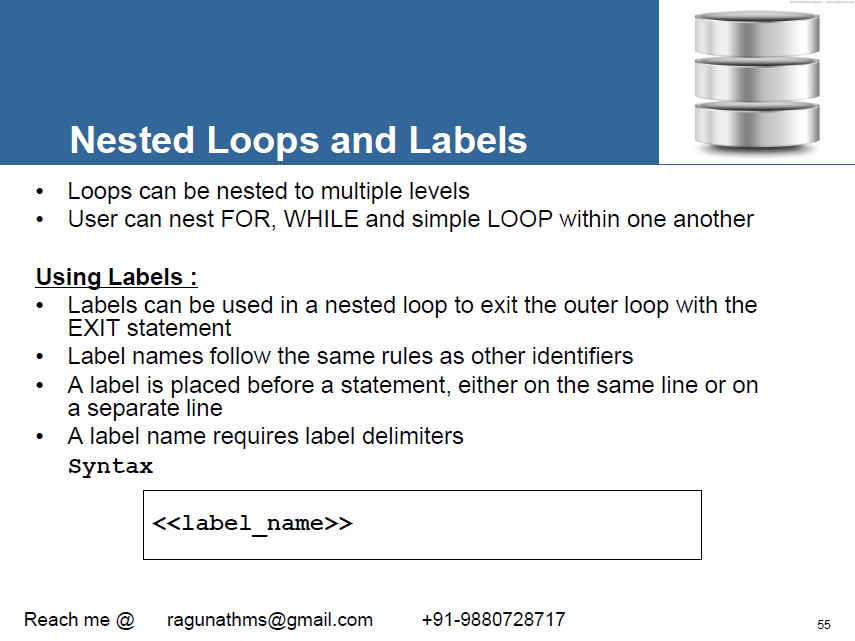 Nested Loops and Labels
• Loops can be nested to multiple levels
• User can nest FOR, WHILE and simple LOOP within one another
Using Labels :
• Labels can be used in a nested loop to exit the outer loop with the
EXIT statement
• Label names follow the same rules as other identifiers
• A label is placed before a statement, either on the same line or on
a separate line
• A label name requires label delimiters
Syntax
<<label_name>>
Reach me @ ragunathms@gmail.com +91-9880728717
55